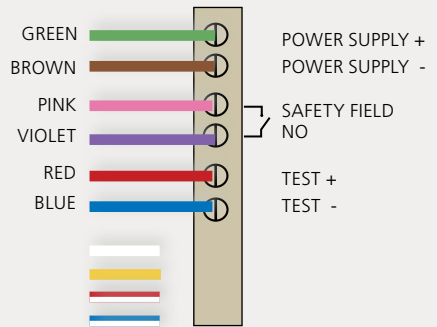 GREEN POWER SUPPLY +
BROWN POWER SUPPLY -
PINK SAFETY FIELD
VIOLET NO
RED TEST +
BLUE TEST -